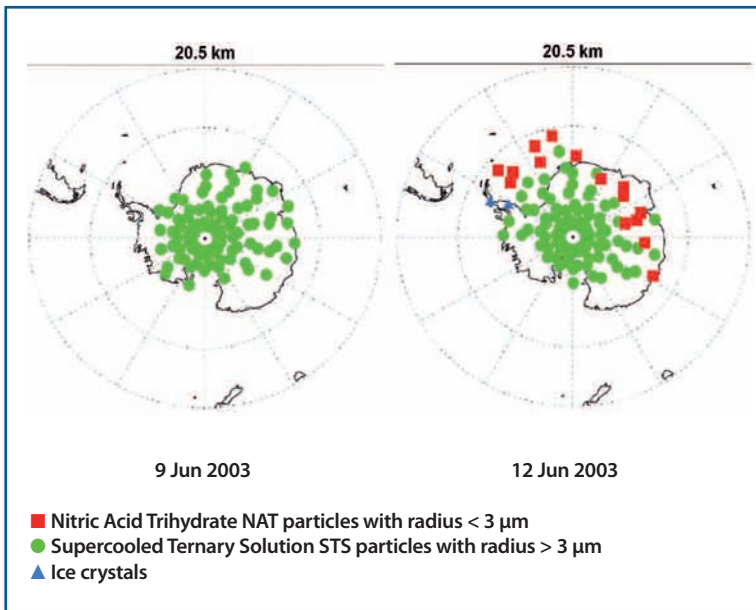 20.5 km
20.5 km
9 Jun 2003
12 Jun 2003
Nitric Acid Trihydrate NAT particles with radius < 3 μm
Supercooled Ternary Solution STS particles with radius > 3 μm
Ice crystals